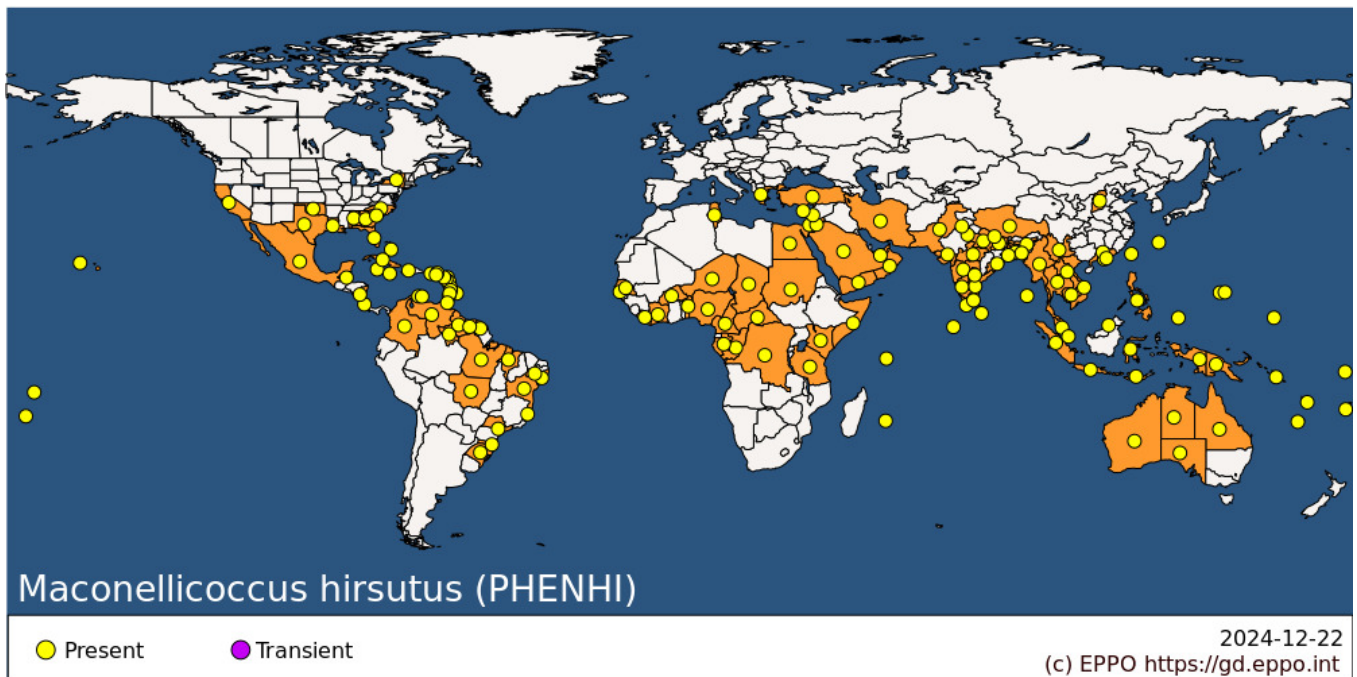 Maconellicoccus hirsutus (PHENHI)
Present
Transient
2024-12-22
(c) EPPO https://gd.eppo.int